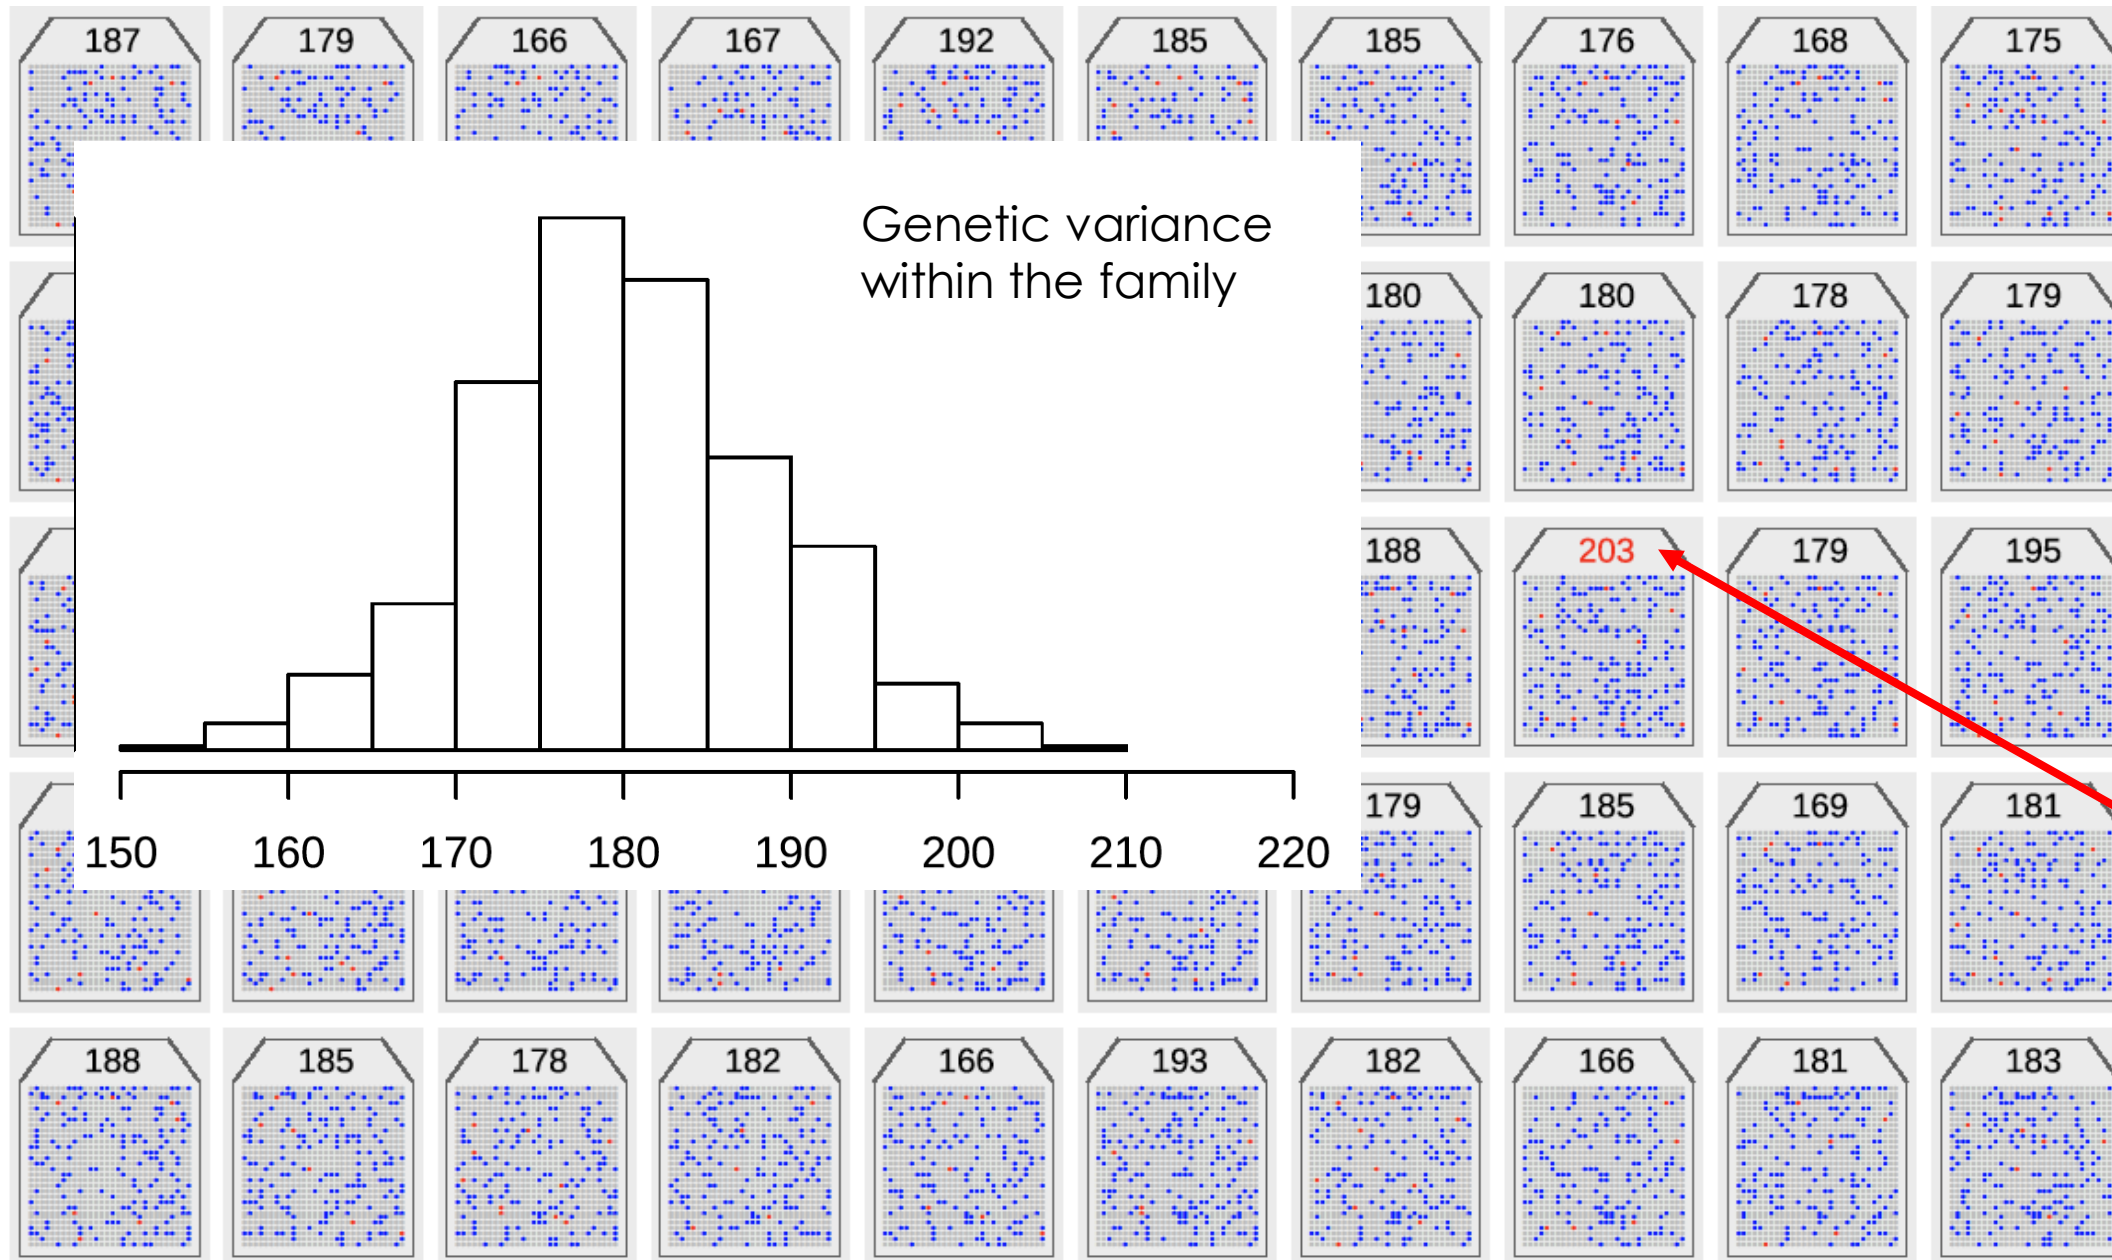 187 179 166 167 192 185 185 176 168 175
Genetic variance
within the family
180 180 178 179
188 203 179 195
179 185 169 181
150 160 170 180 190 200 210 220
188 185 178 182 166 193 182 166 181 183